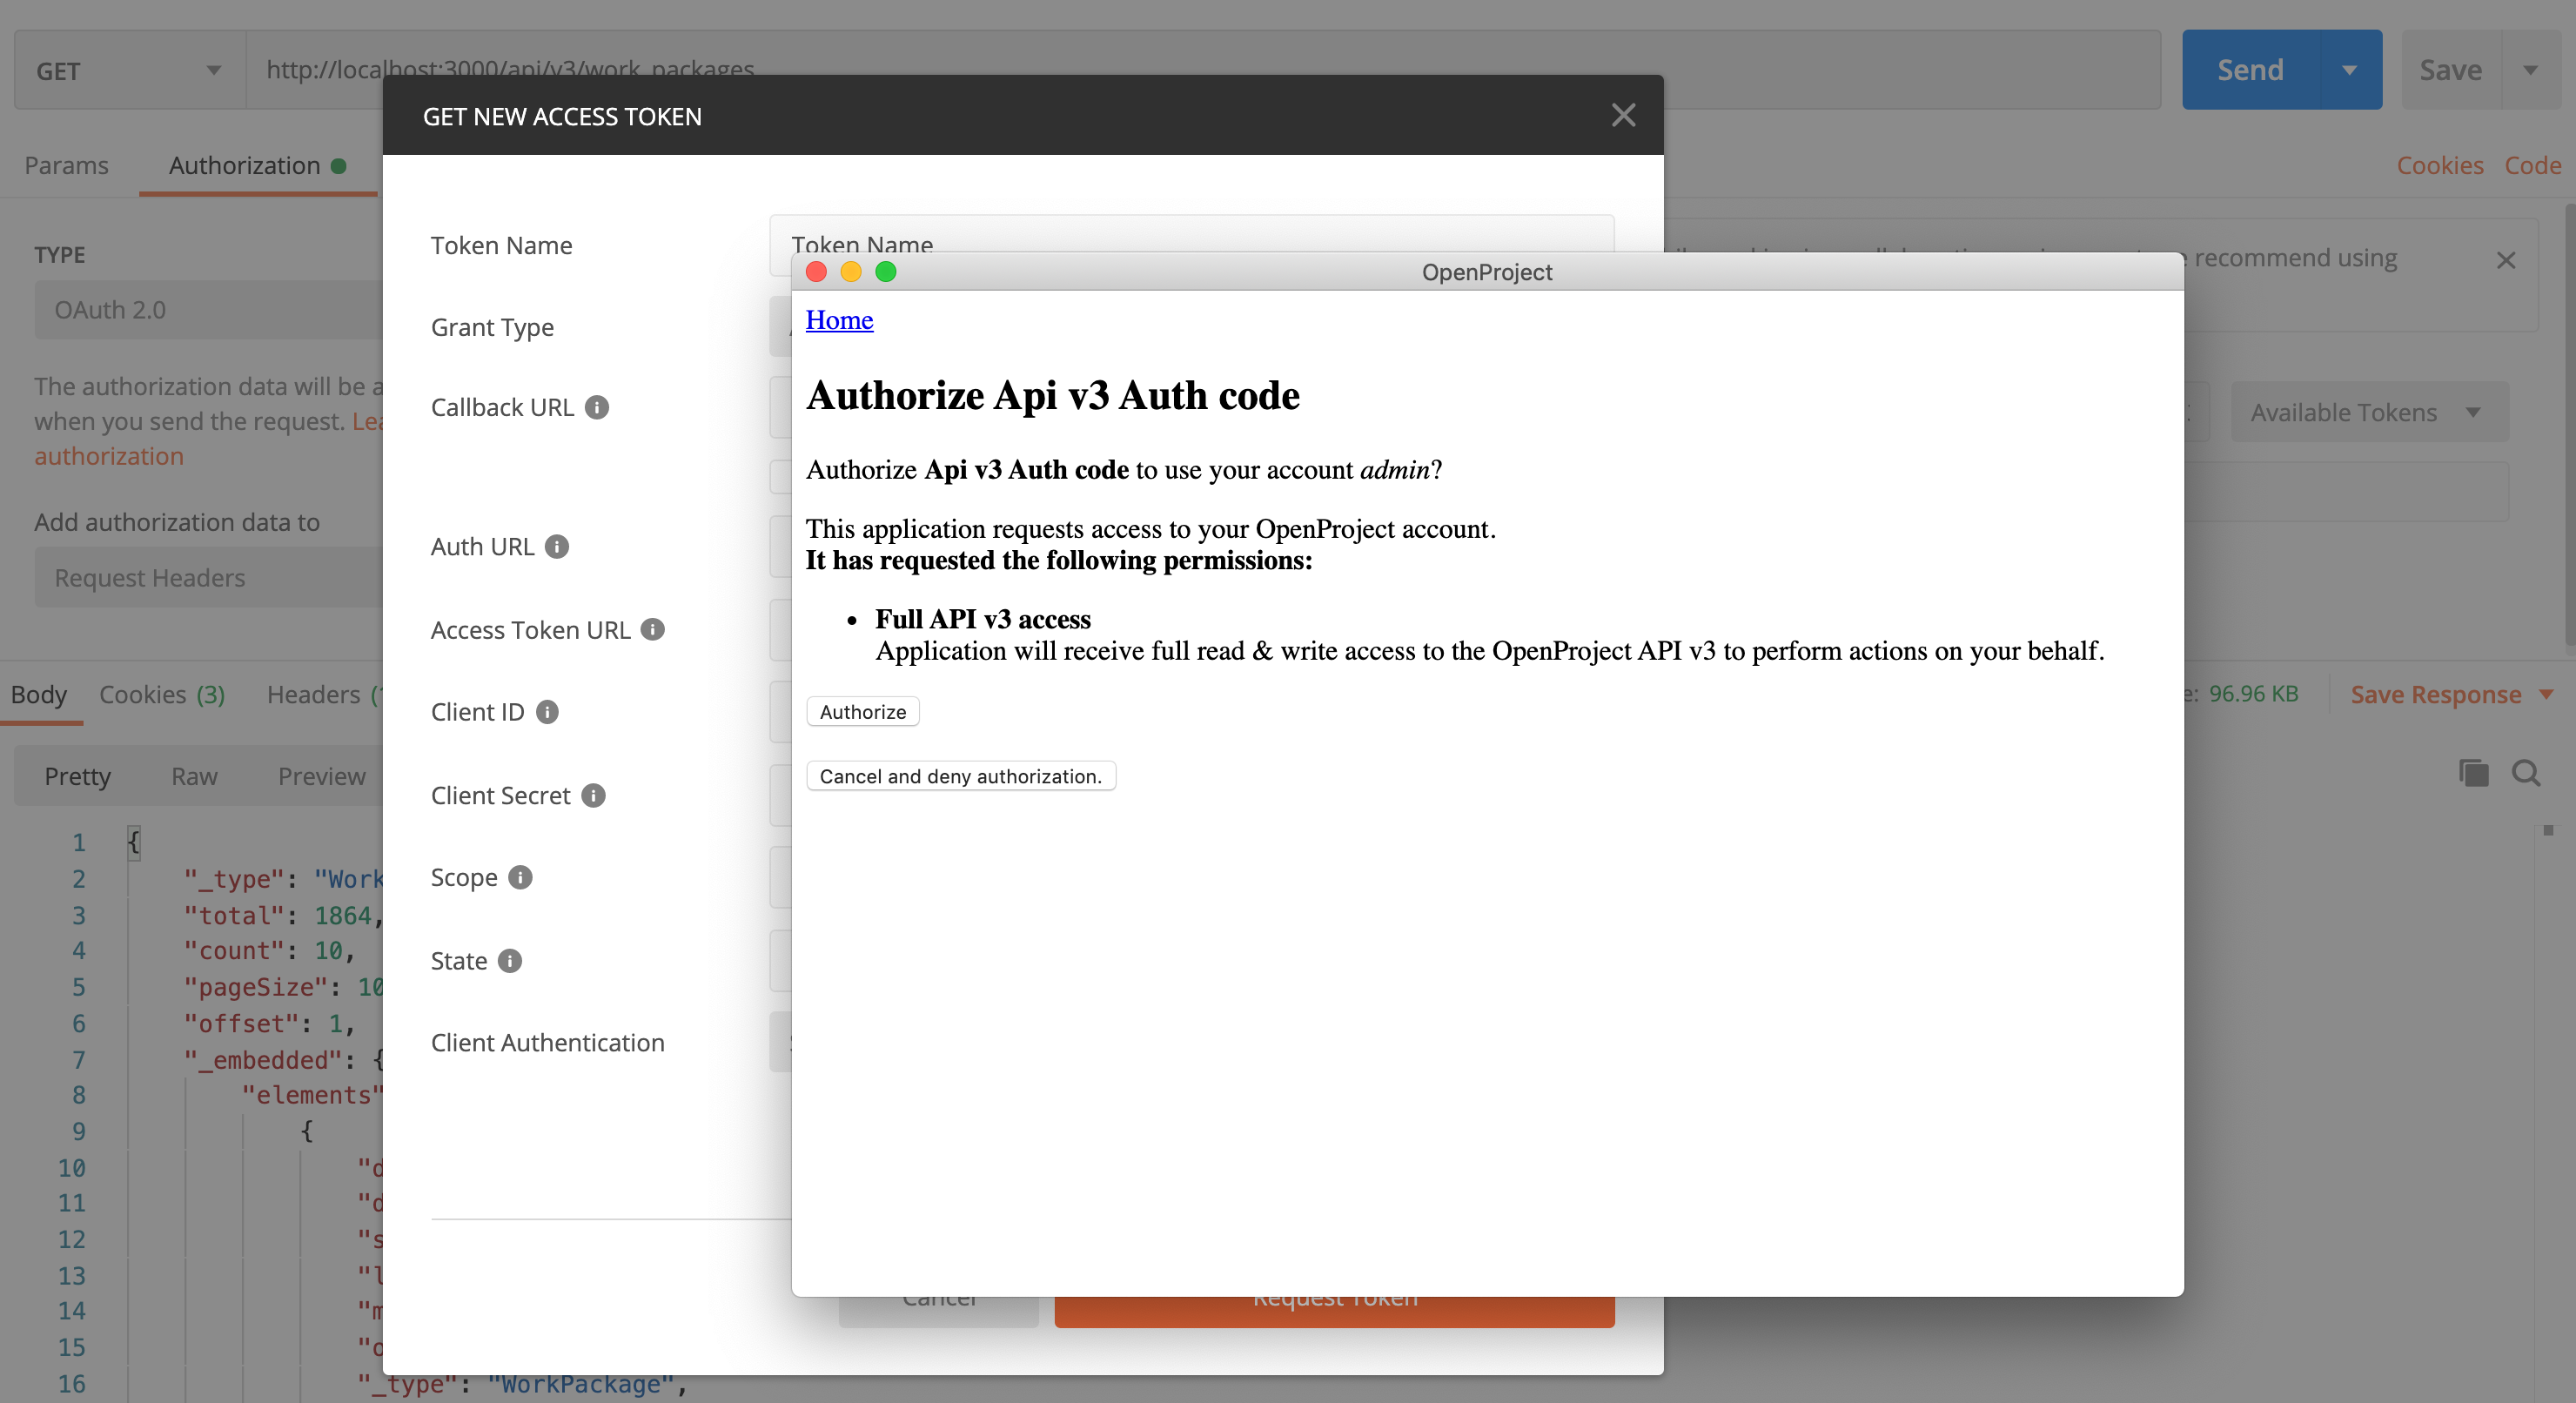 GET
http://localhost:3000/api/v3/work_packages
Send
Save
GET NEW ACCESS TOKEN
Params
Authorization
Cookies
Code
TYPE
OAuth 2.0
The authorization data will be
when you send the request.
authorization
Add authorization data to
Request Headers
recommend using
Available Tokens
Token Name
Token Name
Grant Type
Callback URL
Auth URL
Access Token URL
Client ID
Client Secret
Scope
State
Client Authentication
Cancel
Request Token
OpenProject
Home
Authorize Api v3 Auth code
Authorize Api v3 Auth code to use your account admin?
This application requests access to your OpenProject account.
It has requested the following permissions:
• Full API v3 access
Application will receive full read & write access to the OpenProject API v3 to perform actions on your behalf.
Authorize
Cancel and deny authorization.
Body
Cookies (3)
Headers
96.96 KB
Save Response
Pretty
Raw
Preview
1 {
2 "_type":
3 "total": 1864,
4 "count": 10,
5 "pageSize": 10
6 "offset": 1,
7 "_embedded": {
8 "elements"
9 {
10
11
12
13
14
15
16 "_type": "WorkPackage",